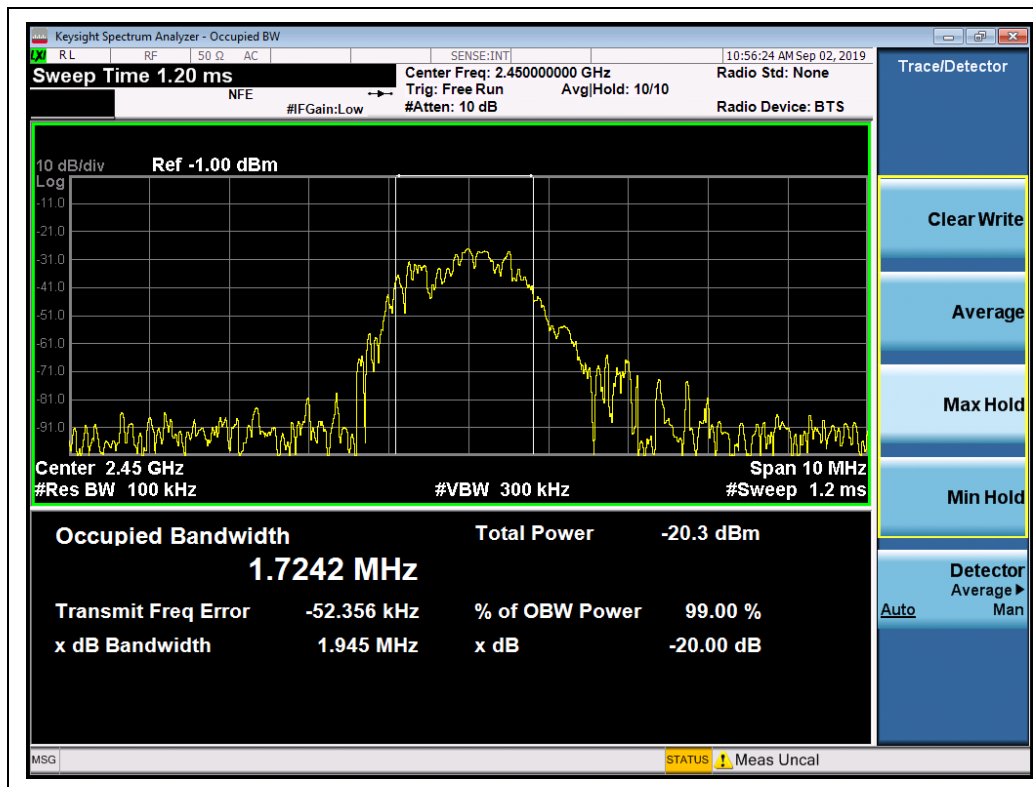 Keysight Spectrum Analyzer - Occupied BW
LXI RL RF 50 Ω AC SENSE:INT 10:56:24 AM Sep 02, 2019
Sweep Time 1.20 ms Center Freq: 2.450000000 GHz Radio Std: None
NFE Trig: Free Run Avg|Hold: 10/10
#IFGain:Low #Atten: 10 dB Radio Device: BTS
Trace/Detector
10 dB/div Ref -1.00 dBm
Log
-11.0
-21.0
-31.0
-41.0
-51.0
-61.0
-71.0
-81.0
-91.0
Center 2.45 GHz Span 10 MHz
#Res BW 100 kHz #VBW 300 kHz #Sweep 1.2 ms
Occupied Bandwidth Total Power -20.3 dBm
1.7242 MHz
Transmit Freq Error -52.356 kHz % of OBW Power 99.00 %
x dB Bandwidth 1.945 MHz x dB -20.00 dB
Clear Write
Average
Max Hold
Min Hold
Detector
Average
Auto Man
MSG STATUS Meas Uncal